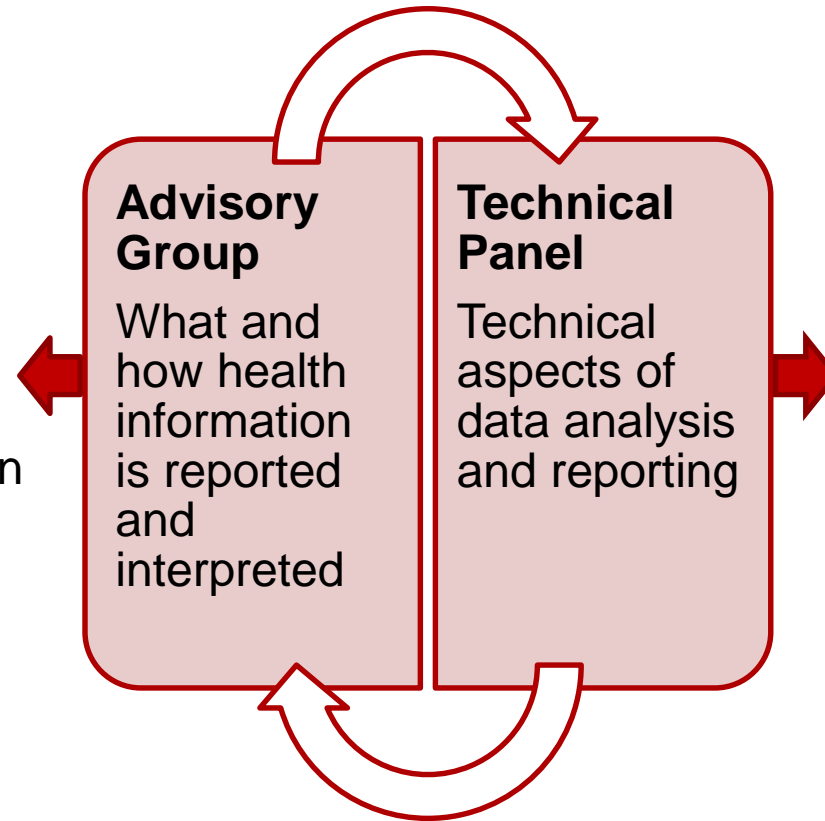 Advisory
Group
What and
how health
information
is reported
and
interpreted
Technical
Panel
Technical
aspects of
data analysis
and reporting
n